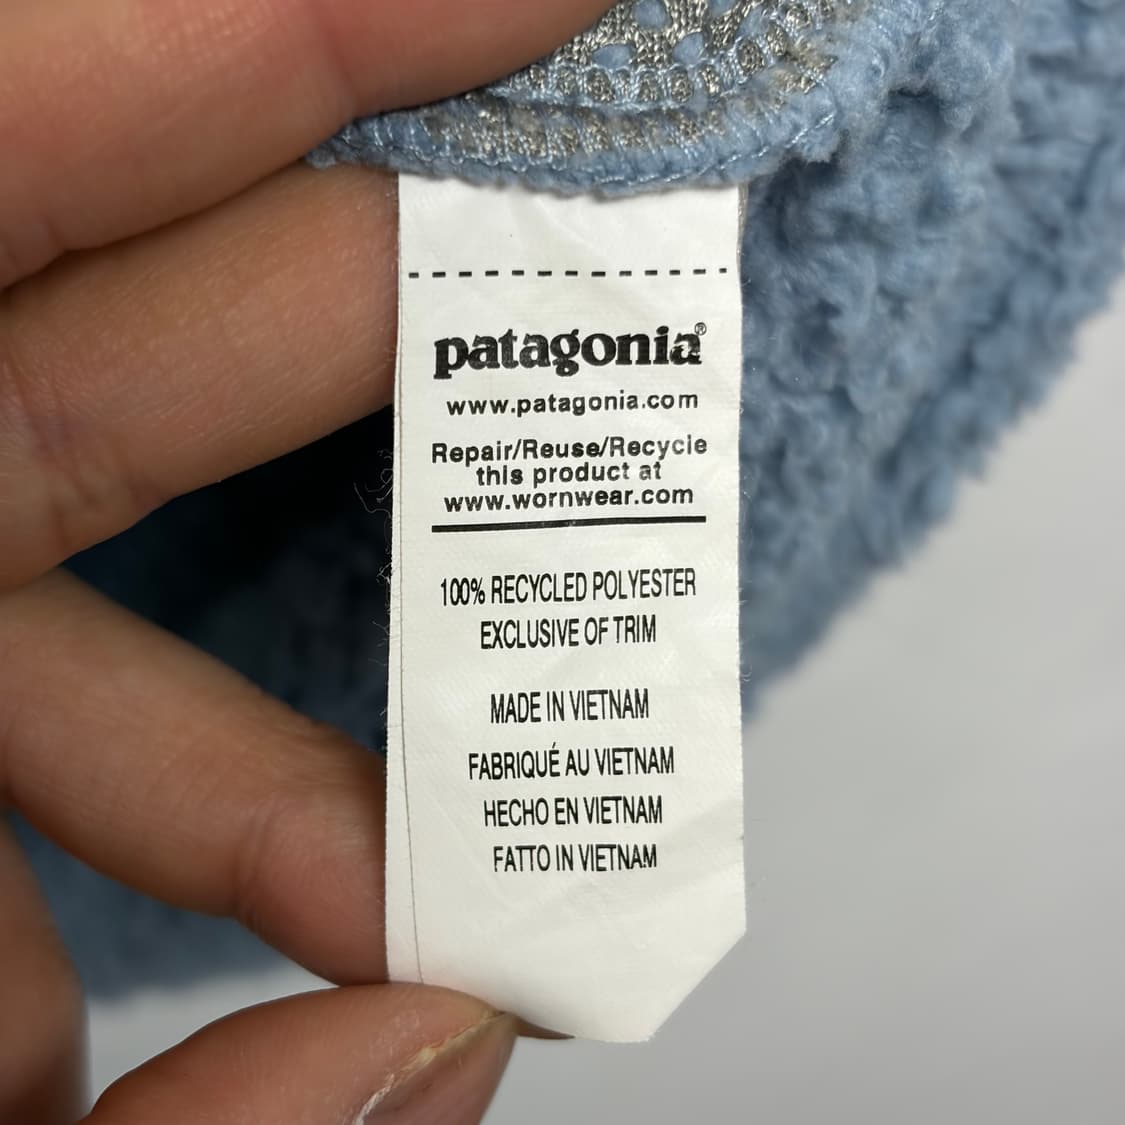 patagonia®
www.patagonia.com
Repair/Reuse/Recycle
this product at
www.wornwear.com
100% RECYCLED POLYESTER
EXCLUSIVE OF TRIM
MADE IN VIETNAM
FABRIQUÉ AU VIETNAM
HECHO EN VIETNAM
FATTO IN VIETNAM